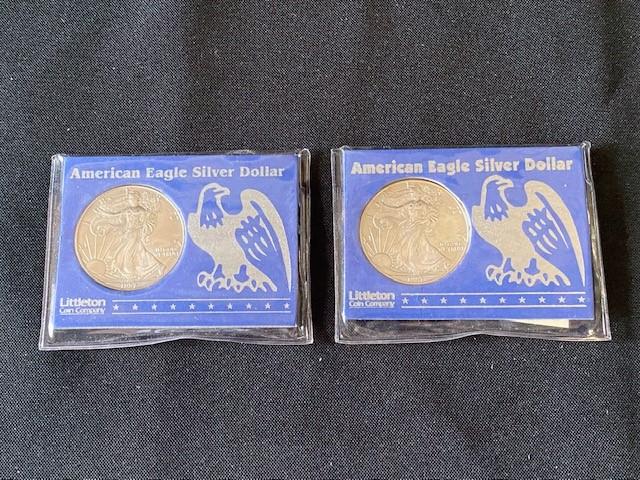 American Eagle Silver Dollar
Littleton
Coin Company
American Eagle Silver Dollar
Littleton
Coin Company